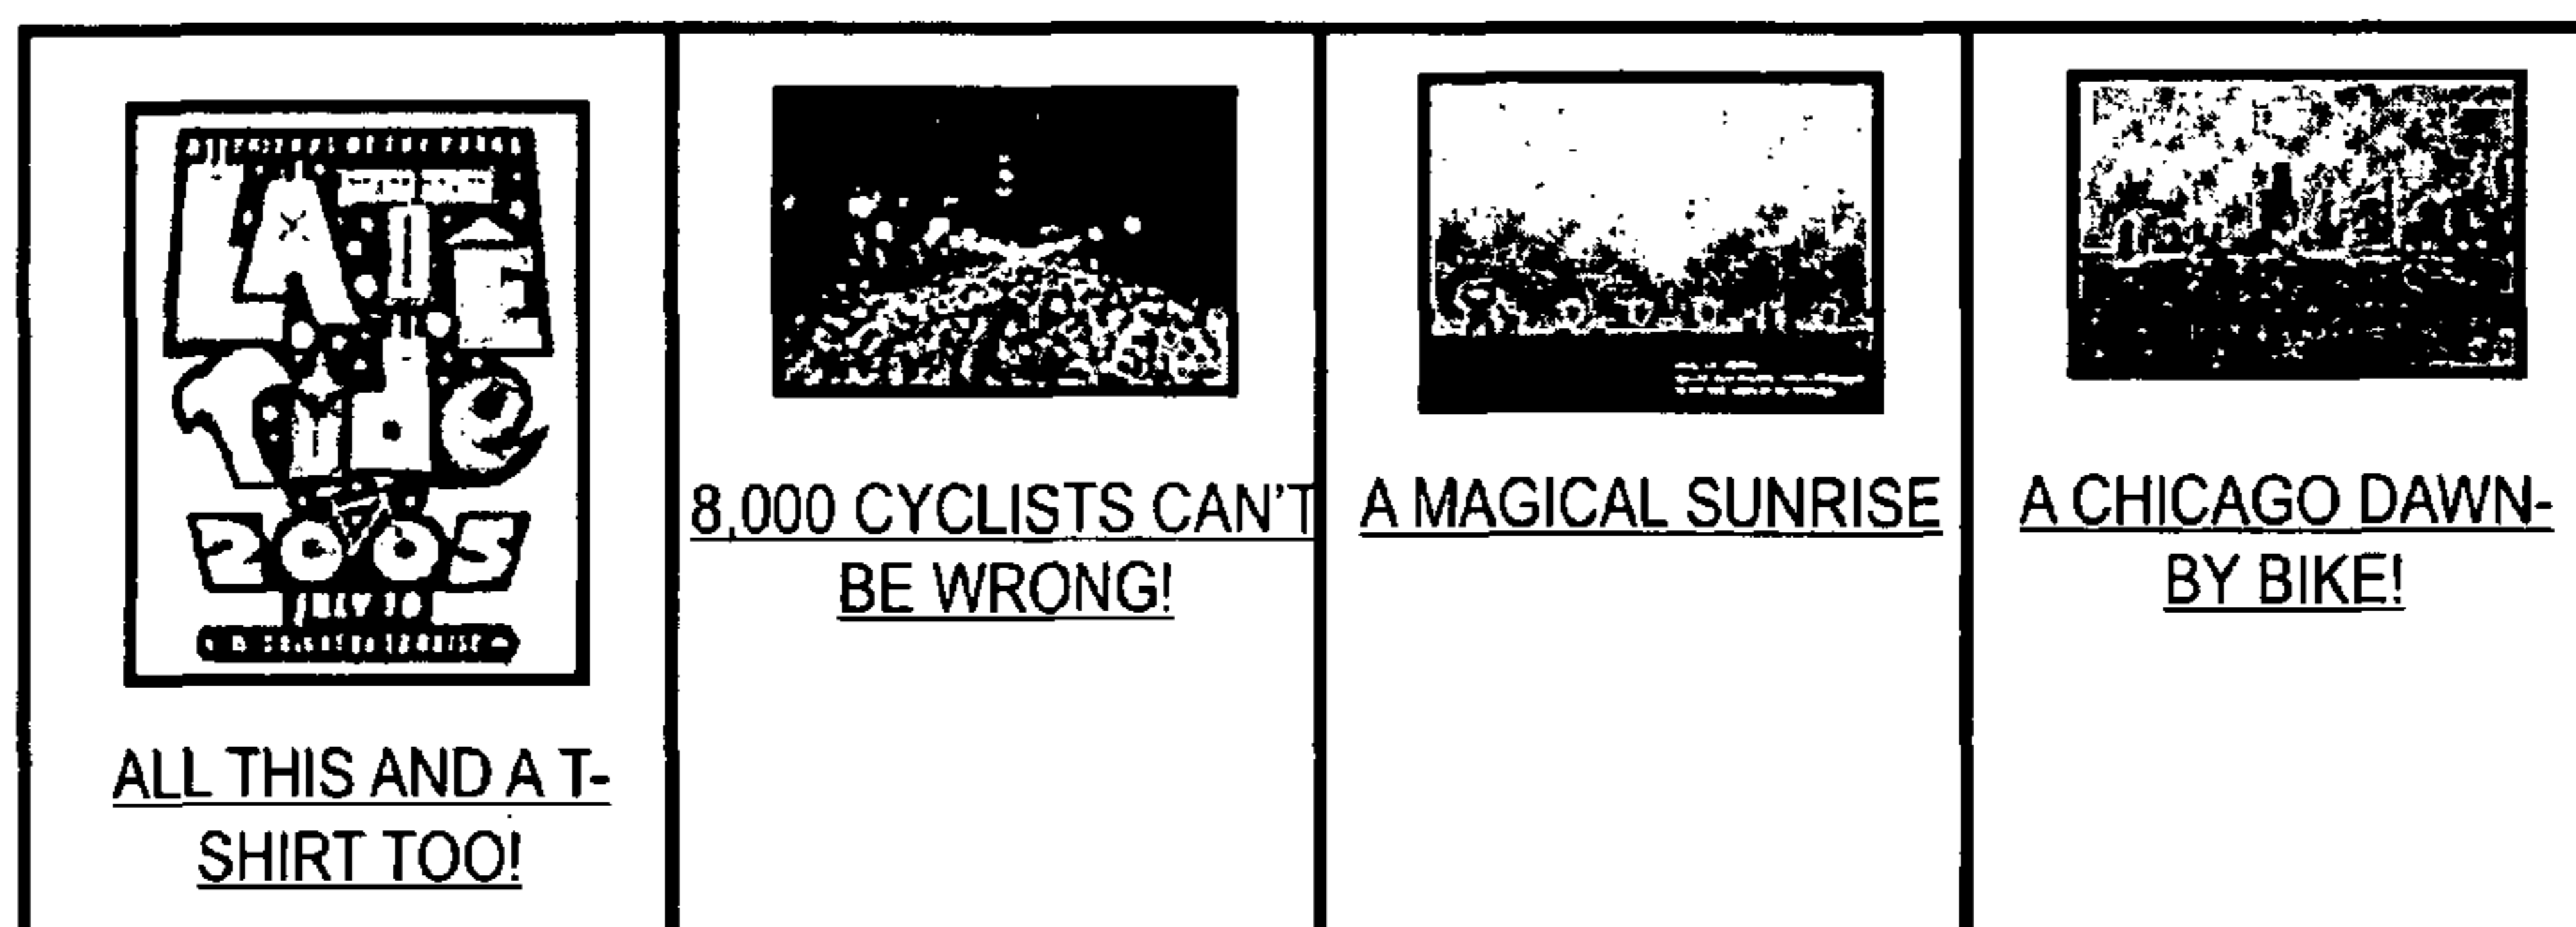 LATE
RIDE
2005
ALL THIS AND A T-
SHIRT TOO!
8,000 CYCLISTS CAN'T
BE WRONG!
A MAGICAL SUNRISE
A CHICAGO DAWN-
BY BIKE!